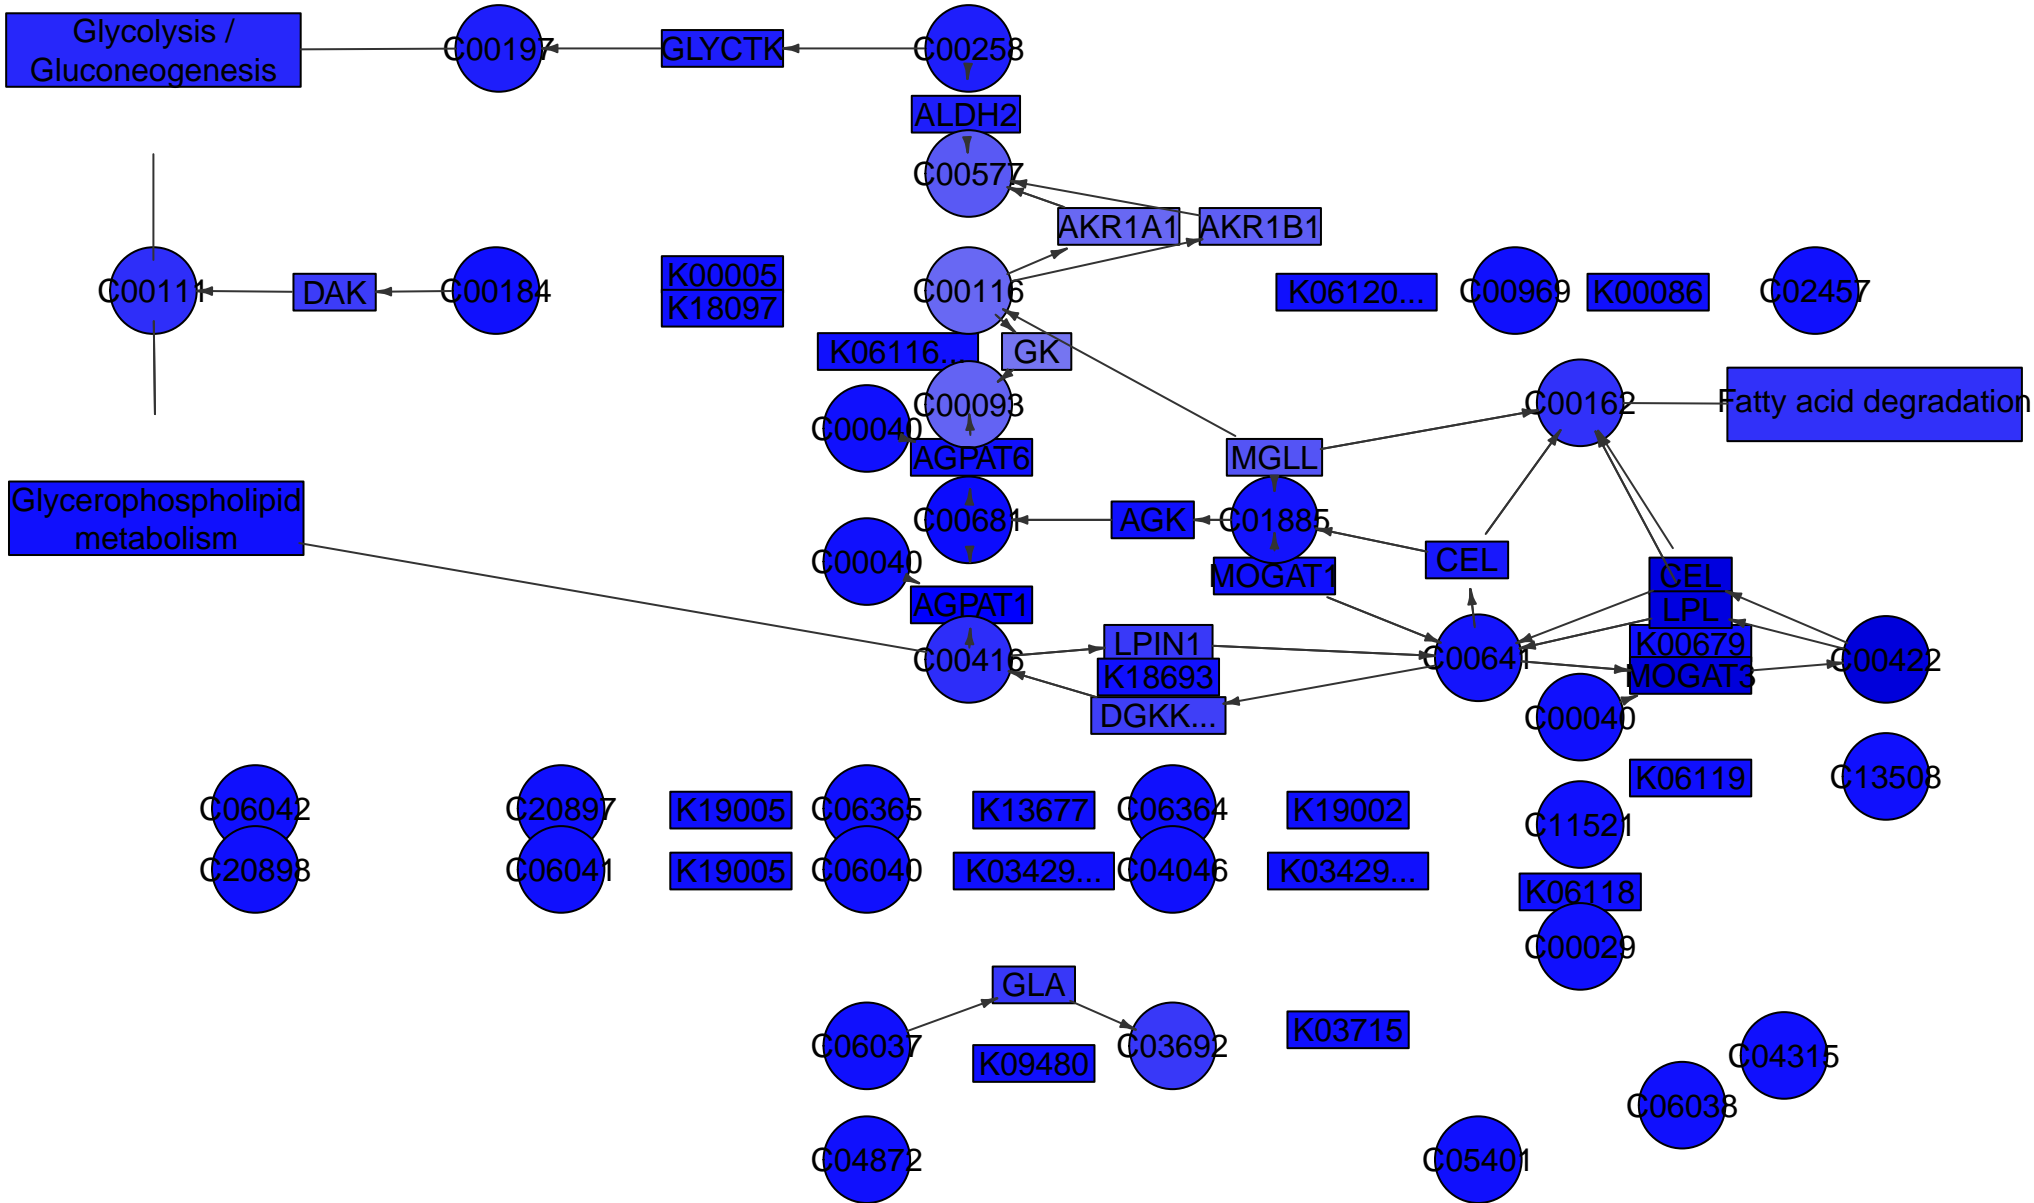 Glycolysis /
Gluconeogenesis
C00197
GLYCTK
C00258
ALDH2
C00577
AKR1A1
AKR1B1
C00111
DAK
C00184
K00005
K18097
C00116
K06120...
C00969
K00086
C02457
K06116...
GK
C00093
C00162
Fatty acid degradation
C00040
AGPAT6
MGLL
Glycerophospholipid
metabolism
C00681
AGK
C01885
C00040
MOGAT1
CEL
CEL
AGPAT1
LPL
C00416
LPIN1
K18693
DGKK...
C00641
K00679
MOGAT3
C00422
C00040
K06119
C13508
C06042
C20897
K19005
C06365
K13677
C06364
K19002
C11521
C20898
C06041
K19005
C06040
K03429...
C04046
K03429...
K06118
C00029
GLA
C06037
K09480
C03692
K03715
C04315
C06038
C04872
C05401